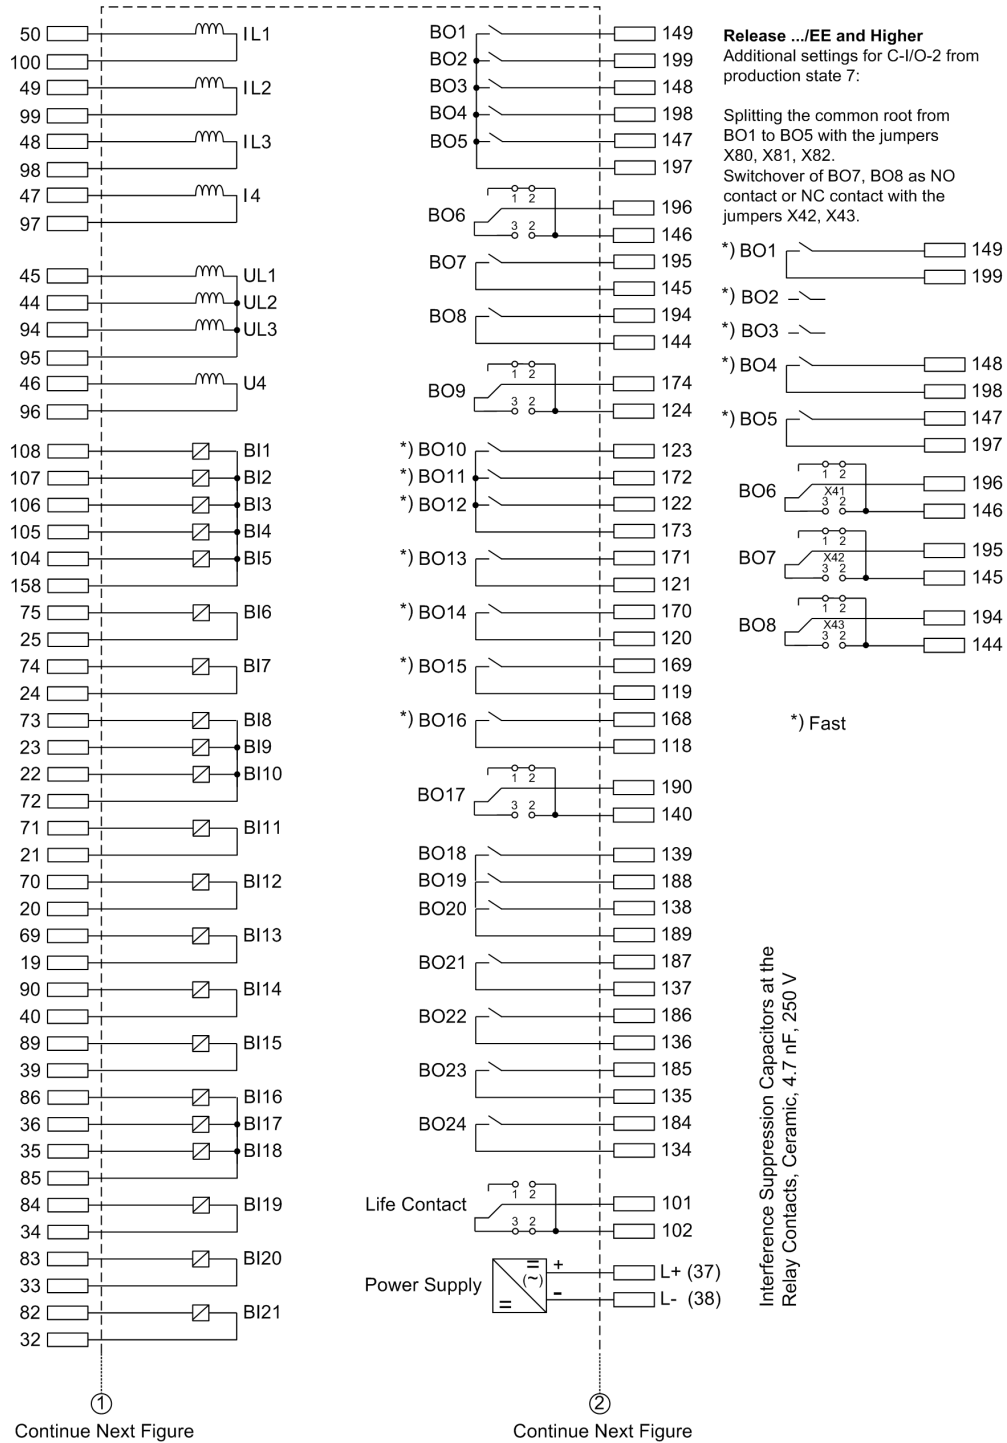 50 IL1
100
49 IL2
99
48 IL3
98
47 I4
97
45 UL1
44 UL2
94 UL3
95
46 U4
96
108 BI1
107 BI2
106 BI3
105 BI4
104 BI5
158
75 BI6
25
74 BI7
24
73 BI8
23 BI9
22 BI10
72
71 BI11
21
70 BI12
20
69 BI13
19
90 BI14
40
89 BI15
39
86 BI16
36 BI17
35 BI18
85
84 BI19
34
83 BI20
33
82 BI21
32
1
Continue Next Figure
BO1 149
BO2 199
BO3 148
BO4 198
BO5 147
197
1 2
BO6 196
3 2 146
BO7 195
145
BO8 194
144
1 2
BO9 174
3 2 124
*) BO10 123
*) BO11 172
*) BO12 122
173
*) BO13 171
121
*) BO14 170
120
*) BO15 169
119
*) BO16 168
118
1 2
BO17 190
3 2 140
BO18 139
BO19 188
BO20 138
189
BO21 187
137
BO22 186
136
BO23 185
135
BO24 184
134
1 2
Life Contact 101
3 2 102
Power Supply = (~) = + L+ (37)
- L- (38)
2
Continue Next Figure
Release .../EE and Higher
Additional settings for C-I/O-2 from
production state 7:
Splitting the common root from
BO1 to BO5 with the jumpers
X80, X81, X82.
Switchover of BO7, BO8 as NO
contact or NC contact with the
jumpers X42, X43.
*) BO1 149
199
*) BO2
*) BO3
*) BO4 148
198
*) BO5 147
197
1 2
BO6 X41 196
3 2 146
1 2
BO7 X42 195
3 2 145
1 2
BO8 X43 194
3 2 144
*) Fast
Interference Suppression Capacitors at the
Relay Contacts, Ceramic, 4.7 nF, 250 V